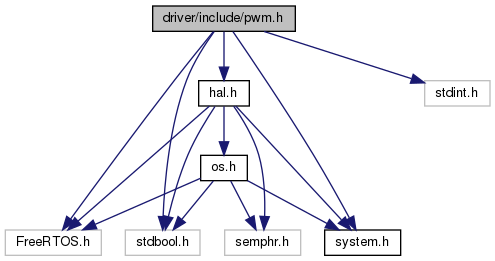 driver/include/pwm.h
hal.h
stdint.h
os.h
FreeRTOS.h
stdbool.h
semphr.h
system.h